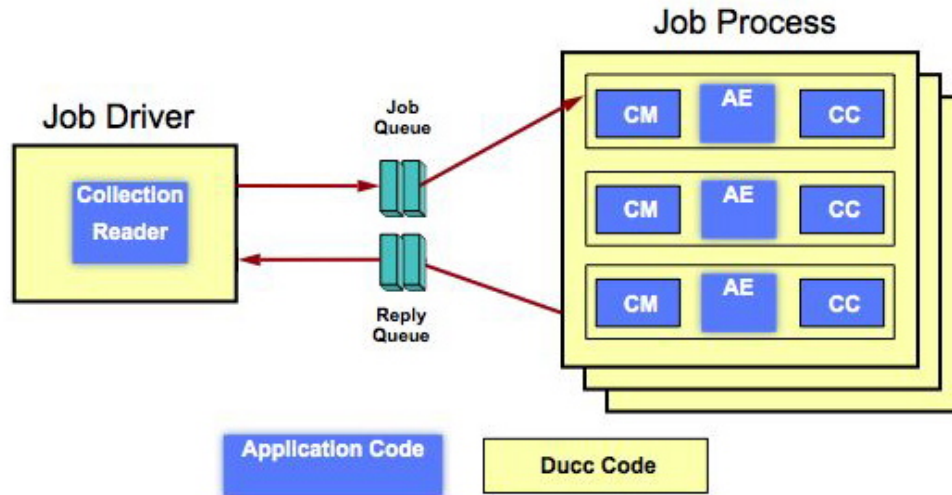 Job Process
Job Driver
Job
Queue
Collection
Reader
CM AE CC
CM AE CC
CM AE CC
Reply
Queue
Application Code
Ducc Code